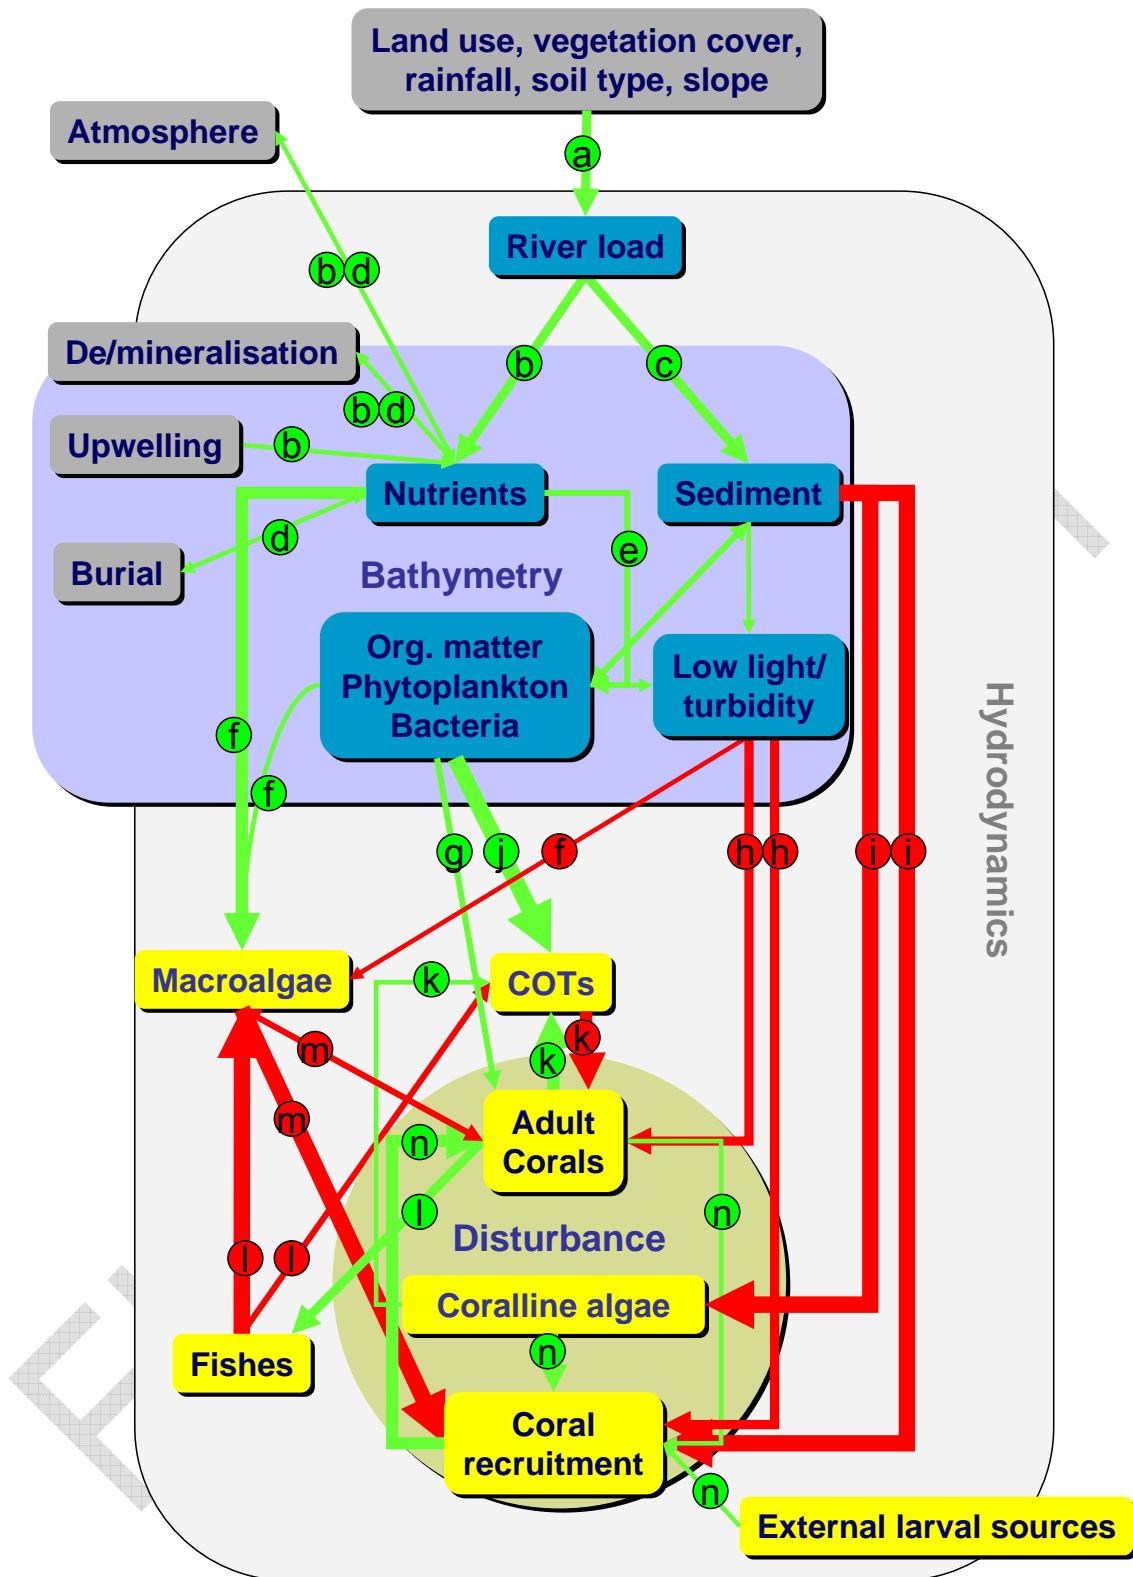 Land use, vegetation cover,
rainfall, soil type, slope
Atmosphere
a
River load
b d
De/mineralisation
b
c
b d
Upwelling
b
Nutrients
Sediment
d
e
Burial
Bathymetry
Org. matter
Phytoplankton
Bacteria
Low light/
turbidity
Hydrodynamics
f
f
g
j
f
h
h
i
i
Macroalgae
k
COTs
m
k
k
m
n
Adult
Corals
l
n
Disturbance
l
l
Coralline algae
n
Fishes
Coral
recruitment
n
External larval sources